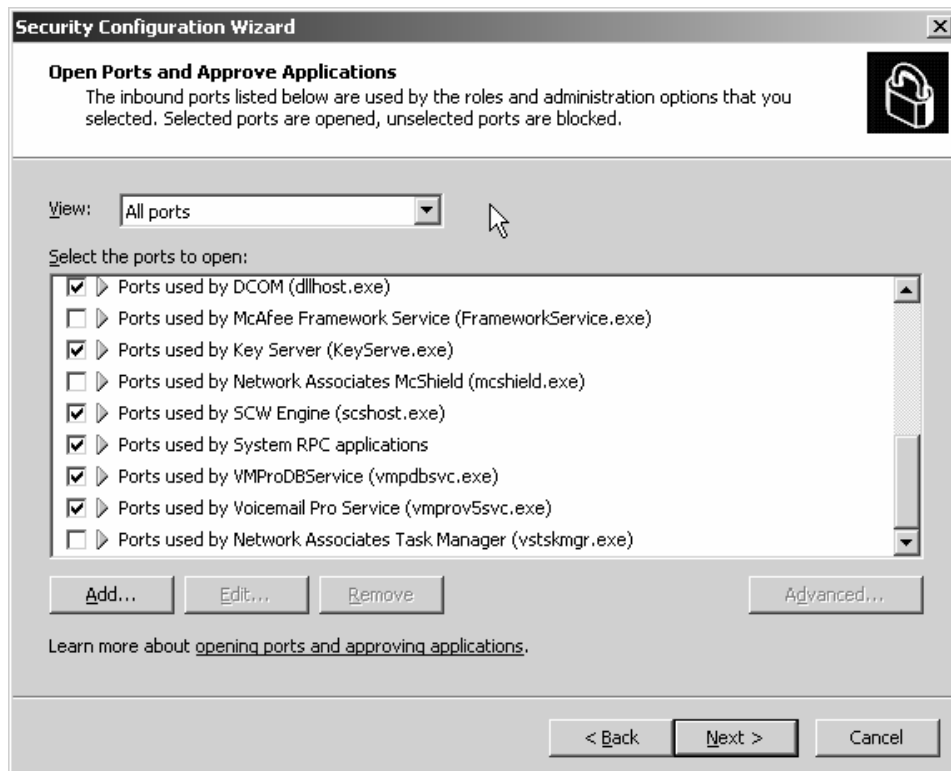 Security Configuration Wizard
Open Ports and Approve Applications
The inbound ports listed below are used by the roles and administration options that you
selected. Selected ports are opened, unselected ports are blocked.
View:
All ports
Select the ports to open:
Ports used by DCOM (dllhost.exe)
Ports used by McAfee Framework Service (FrameworkService.exe)
Ports used by Key Server (KeyServe.exe)
Ports used by Network Associates McShield (mcshield.exe)
Ports used by SCW Engine (scshost.exe)
Ports used by System RPC applications
Ports used by VMProDBService (vmpdbsvc.exe)
Ports used by Voicemail Pro Service (vmprov5svc.exe)
Ports used by Network Associates Task Manager (vstskmgr.exe)
Add... Edit... Remove Advanced...
Learn more about opening ports and approving applications.
< Back Next > Cancel